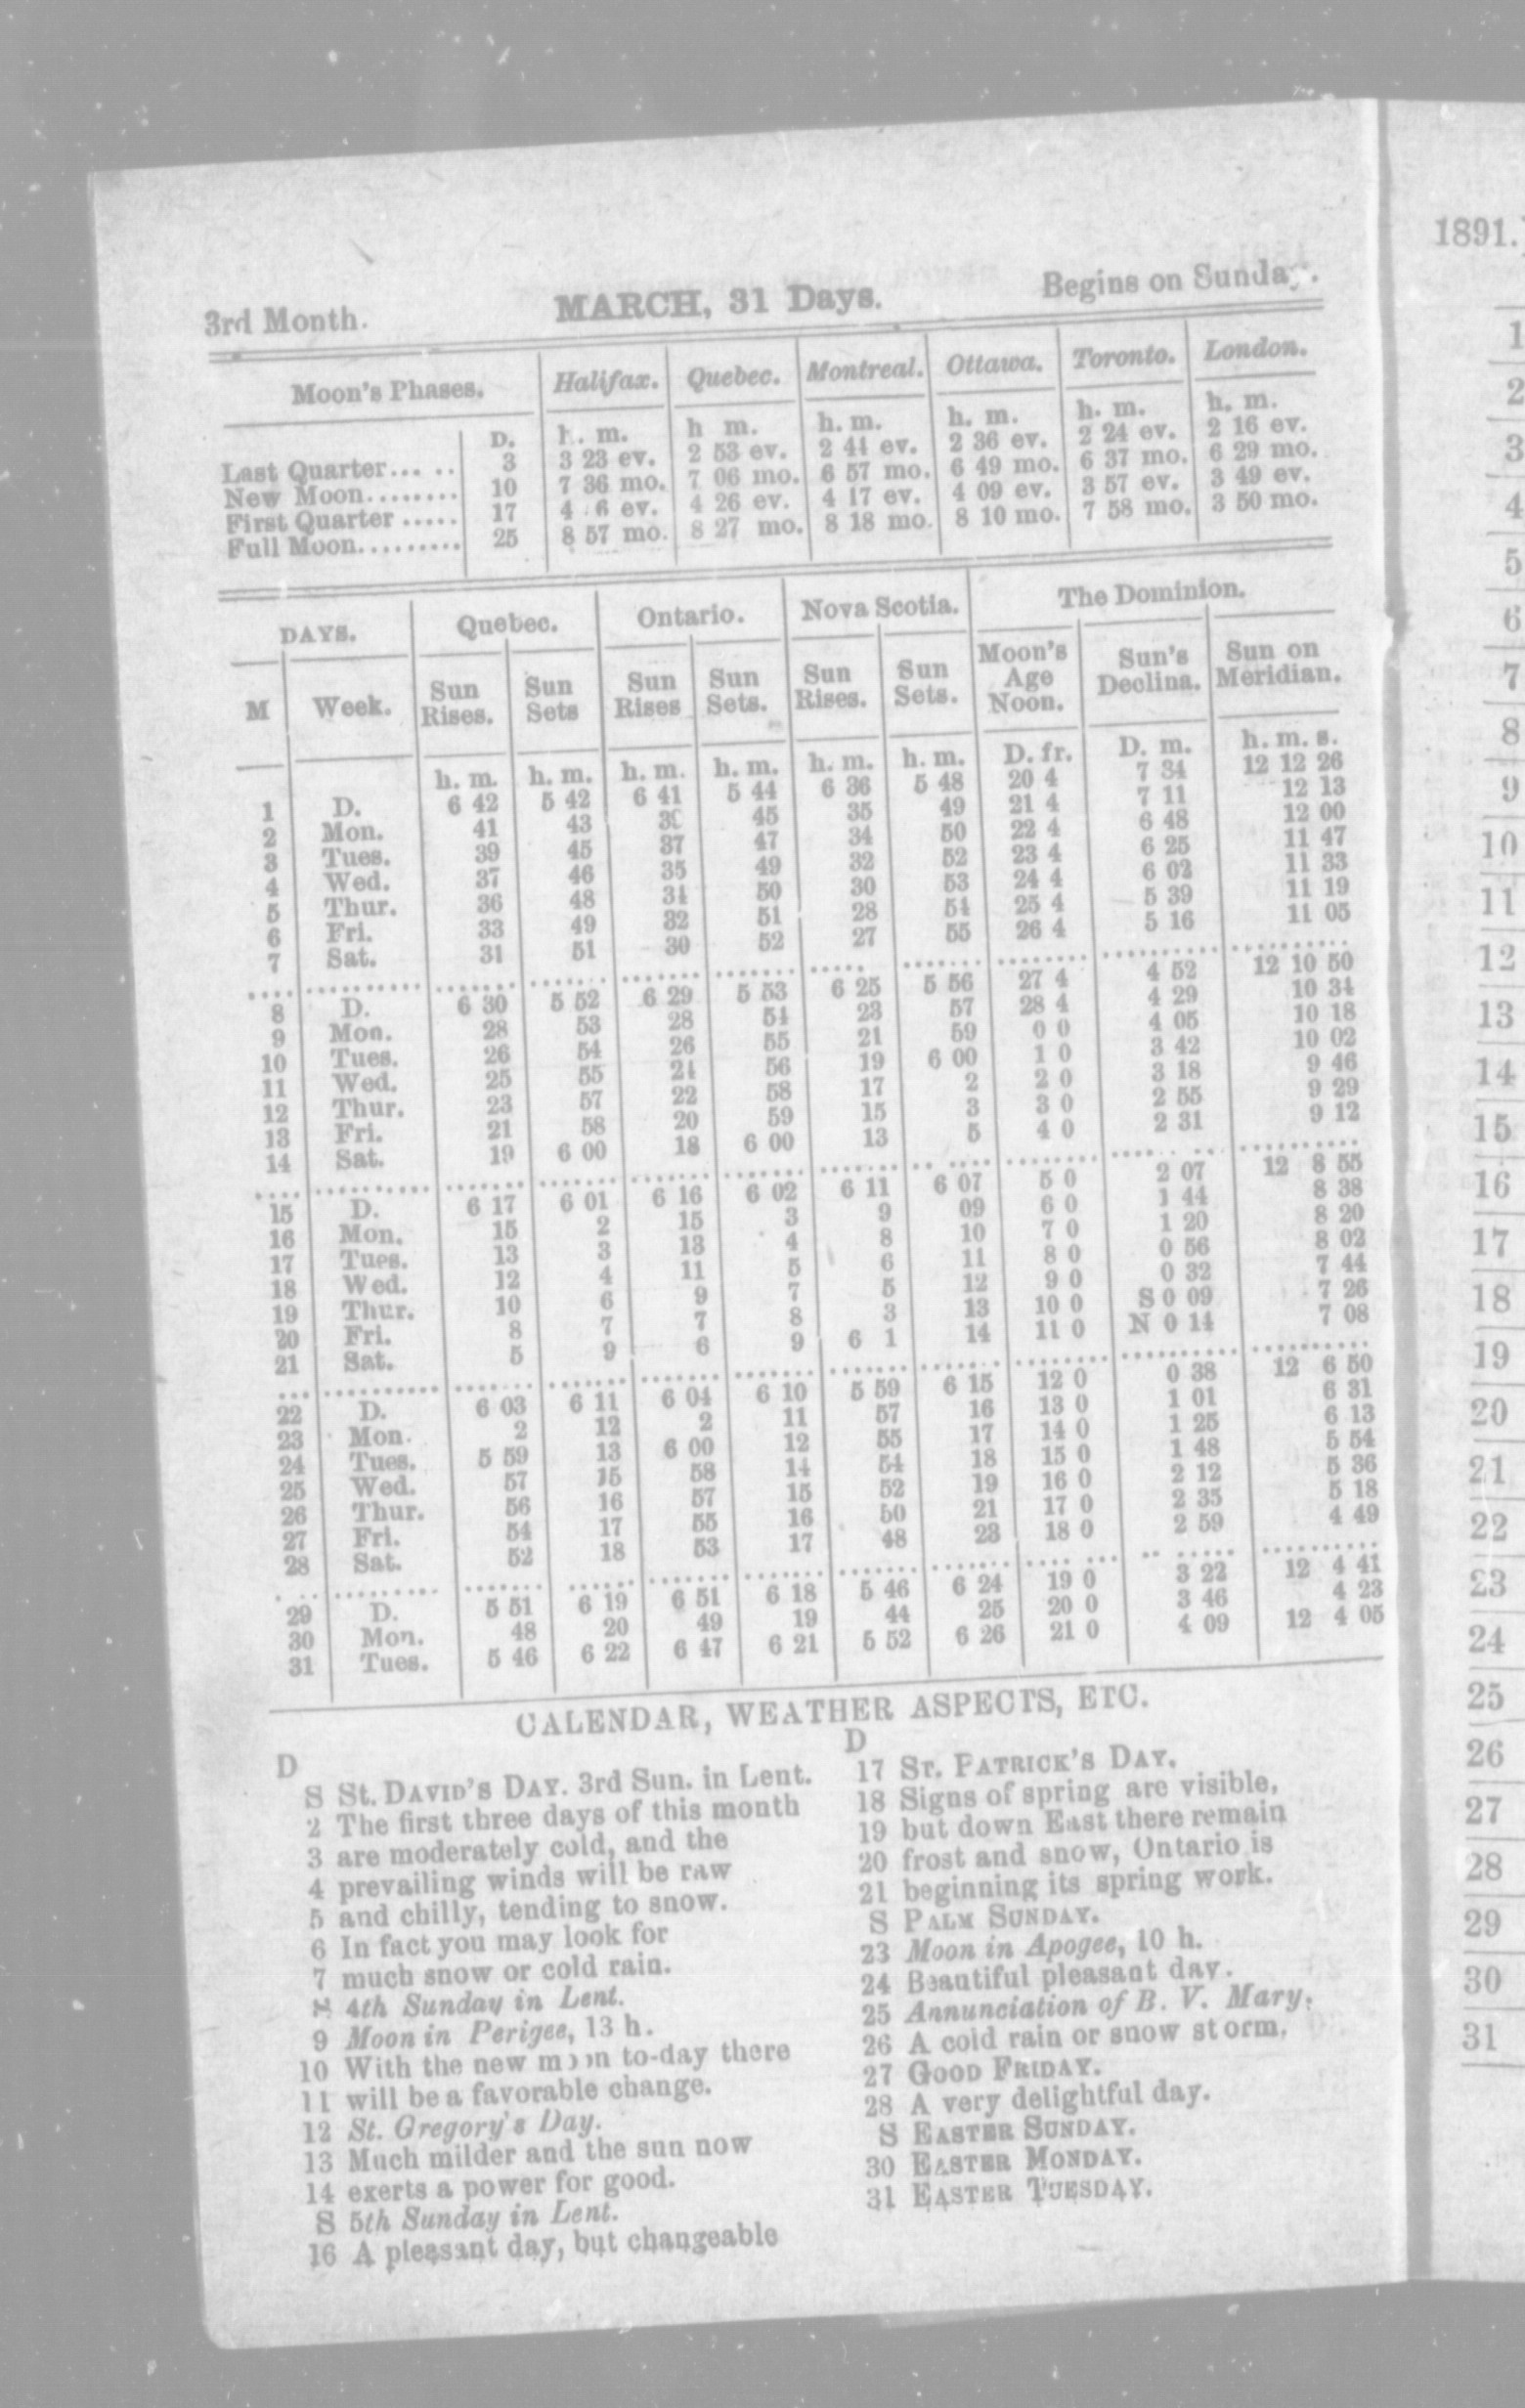 3rd Month. MARCH, 31 Days. Begins on Sunday.
Moon's Phases. Halifax. Quebec. Montreal. Ottawa. Toronto. London.
D. h. m. h m. h. m. h. m. h. m. h. m.
Last Quarter... .. 3 3 23 ev. 2 53 ev. 2 44 ev. 2 36 ev. 2 24 ev. 2 16 ev.
New Moon........ 10 7 36 mo. 7 06 mo. 6 57 mo. 6 49 mo. 6 37 mo. 6 29 mo.
First Quarter ..... 17 4 6 ev. 4 26 ev. 4 17 ev. 4 09 ev. 3 57 ev. 3 49 ev.
Full Moon......... 25 8 57 mo. 8 27 mo. 8 18 mo. 8 10 mo. 7 58 mo. 3 50 mo.
DAYS. Quebec. Ontario. Nova Scotia. The Dominion.
M Week. Sun Rises. Sun Sets Sun Rises Sun Sets. Sun Rises. Sun Sets. Moon's Age Noon. Sun's Declina. Sun on Meridian.
h. m. h. m. h. m. h. m. h. m. h. m. D. fr. D. m. h. m. s.
1 D. 6 42 5 42 6 41 5 44 6 36 5 48 20 4 7 34 12 12 26
2 Mon. 41 43 45 35 49 21 4 7 11 12 13
3 Tues. 39 45 37 47 34 50 22 4 6 48 12 00
4 Wed. 37 46 35 49 32 52 23 4 6 25 11 47
5 Thur. 36 48 34 50 30 53 24 4 6 02 11 33
6 Fri. 33 49 32 51 28 54 25 4 5 39 11 19
7 Sat. 31 51 30 52 27 55 26 4 5 16 11 05
8 D. 6 30 5 52 6 29 5 53 6 25 5 56 27 4 4 52 12 10 50
9 Mon. 28 53 28 54 23 57 28 4 4 29 10 34
10 Tues. 26 54 26 55 21 59 0 0 4 05 10 18
11 Wed. 25 55 24 56 19 6 00 1 0 3 42 10 02
12 Thur. 23 57 22 58 17 2 2 0 3 18 9 46
13 Fri. 21 58 20 59 15 3 3 0 2 55 9 29
14 Sat. 19 6 00 18 6 00 13 5 4 0 2 31 9 12
15 D. 6 17 6 01 6 16 6 02 6 11 6 07 5 0 2 07 12 8 55
16 Mon. 15 2 15 3 9 09 6 0 1 44 8 38
17 Tues. 13 3 13 4 8 10 7 0 1 20 8 20
18 Wed. 12 4 11 5 6 11 8 0 0 56 8 02
19 Thur. 10 6 9 7 5 12 9 0 0 32 7 44
20 Fri. 8 7 7 8 3 13 10 0 S 0 09 7 26
21 Sat. 5 9 6 9 6 1 14 11 0 N 0 14 7 08
22 D. 6 03 6 11 6 04 6 10 5 59 6 15 12 0 0 38 12 6 50
23 Mon. 2 12 2 11 57 16 13 0 1 01 6 31
24 Tues. 5 59 13 6 00 12 55 17 14 0 1 25 6 13
25 Wed. 57 15 58 14 54 18 15 0 1 48 5 54
26 Thur. 56 16 57 15 52 19 16 0 2 12 5 36
27 Fri. 54 17 55 16 50 21 17 0 2 35 5 18
28 Sat. 52 18 53 17 48 23 18 0 2 59 4 49
29 D. 5 51 6 19 6 51 6 18 5 46 6 24 19 0 3 22 12 4 41
30 Mon. 48 20 49 19 44 25 20 0 3 46 4 23
31 Tues. 5 46 6 22 6 47 6 21 5 52 6 26 21 0 4 09 12 4 05
CALENDAR, WEATHER ASPECTS, ETC.
D
S St. DAVID'S DAY. 3rd Sun. in Lent.
2 The first three days of this month
3 are moderately cold, and the
4 prevailing winds will be raw
5 and chilly, tending to snow.
6 In fact you may look for
7 much snow or cold rain.
S 4th Sunday in Lent.
9 Moon in Perigee, 13 h.
10 With the new moon to-day there
11 will be a favorable change.
12 St. Gregory's Day.
13 Much milder and the sun now
14 exerts a power for good.
S 5th Sunday in Lent.
16 A pleasant day, but changeable
D
17 ST. PATRICK'S DAY.
18 Signs of spring are visible,
19 but down East there remain
20 frost and snow, Ontario is
21 beginning its spring work.
S PALM SUNDAY.
23 Moon in Apogee, 10 h.
24 Beautiful pleasant day.
25 Annunciation of B. V. Mary.
26 A cold rain or snow storm.
27 GOOD FRIDAY.
28 A very delightful day.
S EASTER SUNDAY.
30 EASTER MONDAY.
31 EASTER TUESDAY.
1891.]
1
2
3
4
5
6
7
8
9
10
11
12
13
14
15
16
17
18
19
20
21
22
23
24
25
26
27
28
29
30
31